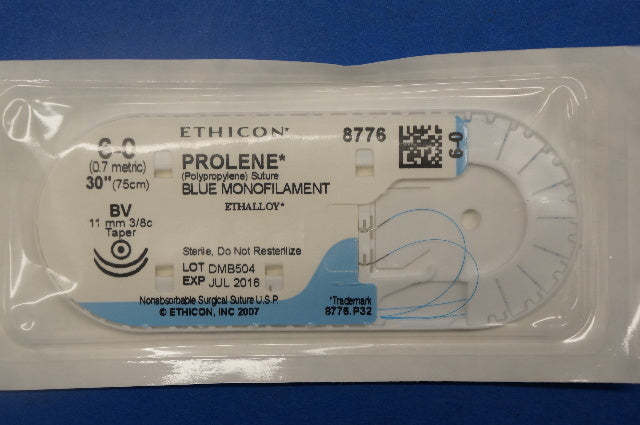 ETHICON*
8776
6-0
6-0
(0.7 metric)
30" (75cm)
PROLENE*
(Polypropylene) Suture
BLUE MONOFILAMENT
ETHALLOY*
BV
11 mm 3/8c
Taper
Sterile, Do Not Resterilize
LOT DMB504
EXP JUL 2016
Nonabsorbable Surgical Suture U.S.P.
© ETHICON, INC 2007
*Trademark
8776.P32